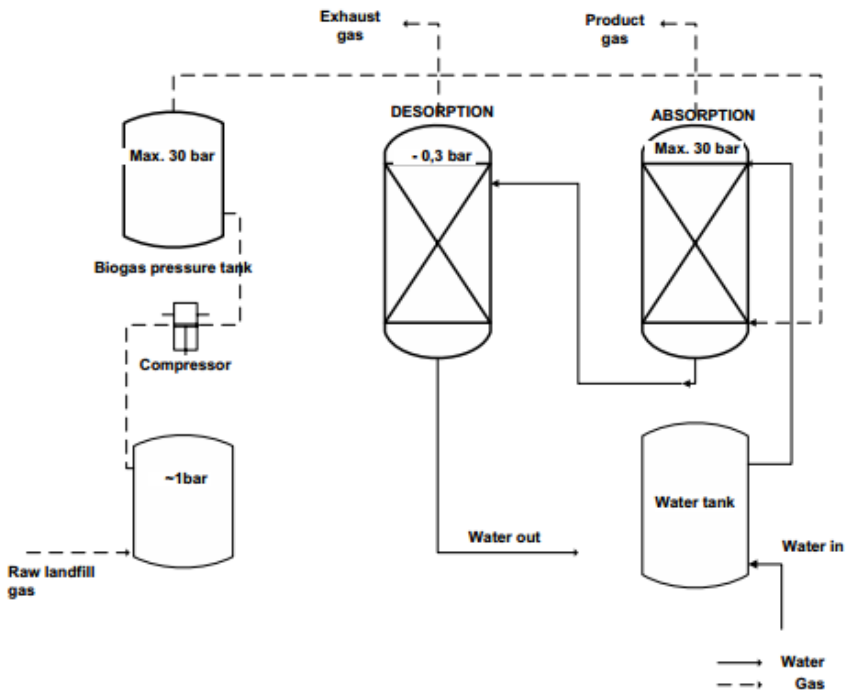 Exhaust
gas
Product
gas
DESORPTION
ABSORPTION
Max. 30 bar
- 0,3 bar
Max. 30 bar
Biogas pressure tank
Compressor
~1bar
Water tank
Water out
Water in
Raw landfill
gas
Water
Gas